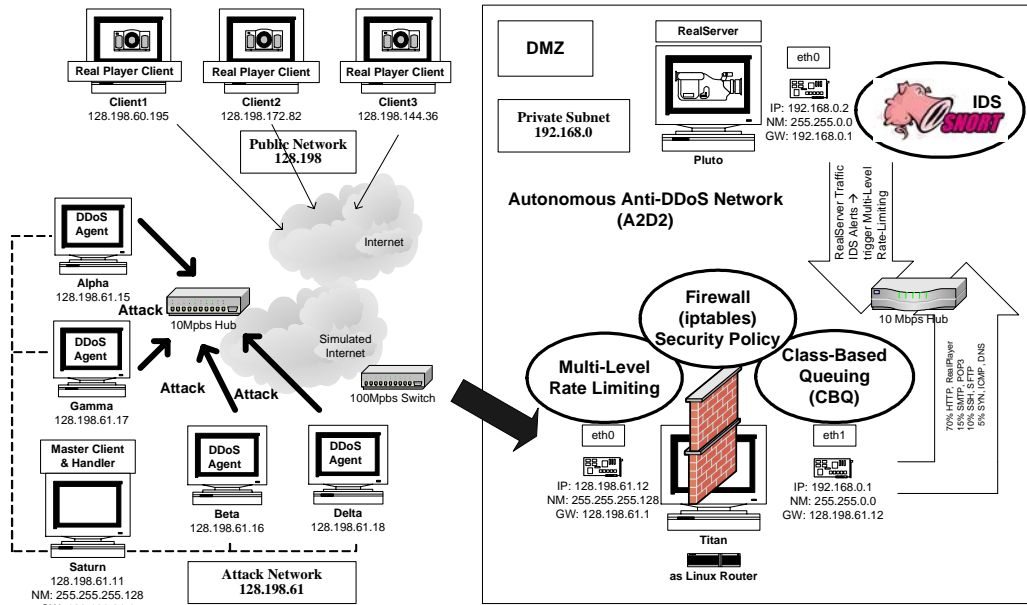 Real Player Client
Client1
128.198.60.195
Real Player Client
Client2
128.198.172.82
Real Player Client
Client3
128.198.144.36
Public Network
128.198
Internet
DDoS
Agent
Alpha
128.198.61.15
Attack
10Mpbs Hub
Simulated
Internet
100Mpbs Switch
DDoS
Agent
Gamma
128.198.61.17
Attack
Attack
Master Client
& Handler
Saturn
128.198.61.11
NM: 255.255.255.128
DDoS
Agent
Beta
128.198.61.16
DDoS
Agent
Delta
128.198.61.18
Attack Network
128.198.61
DMZ
Private Subnet
192.168.0
RealServer
Pluto
eth0
IP: 192.168.0.2
NM: 255.255.0.0
GW: 192.168.0.1
IDS
SNORT
Autonomous Anti-DDoS Network
(A2D2)
RealServer Traffic
IDS Alerts →
trigger Multi-Level
Rate-Limiting
10 Mbps Hub
Firewall
(iptables)
Security Policy
Multi-Level
Rate Limiting
Class-Based
Queuing
(CBQ)
70% HTTP, RealPlayer
15% SMTP, POP3
10% SSH, SFTP
5% SYN, ICMP, DNS
eth0
IP: 128.198.61.12
NM: 255.255.255.128
GW: 128.198.61.1
eth1
IP: 192.168.0.1
NM: 255.255.0.0
GW: 128.198.61.12
Titan
as Linux Router